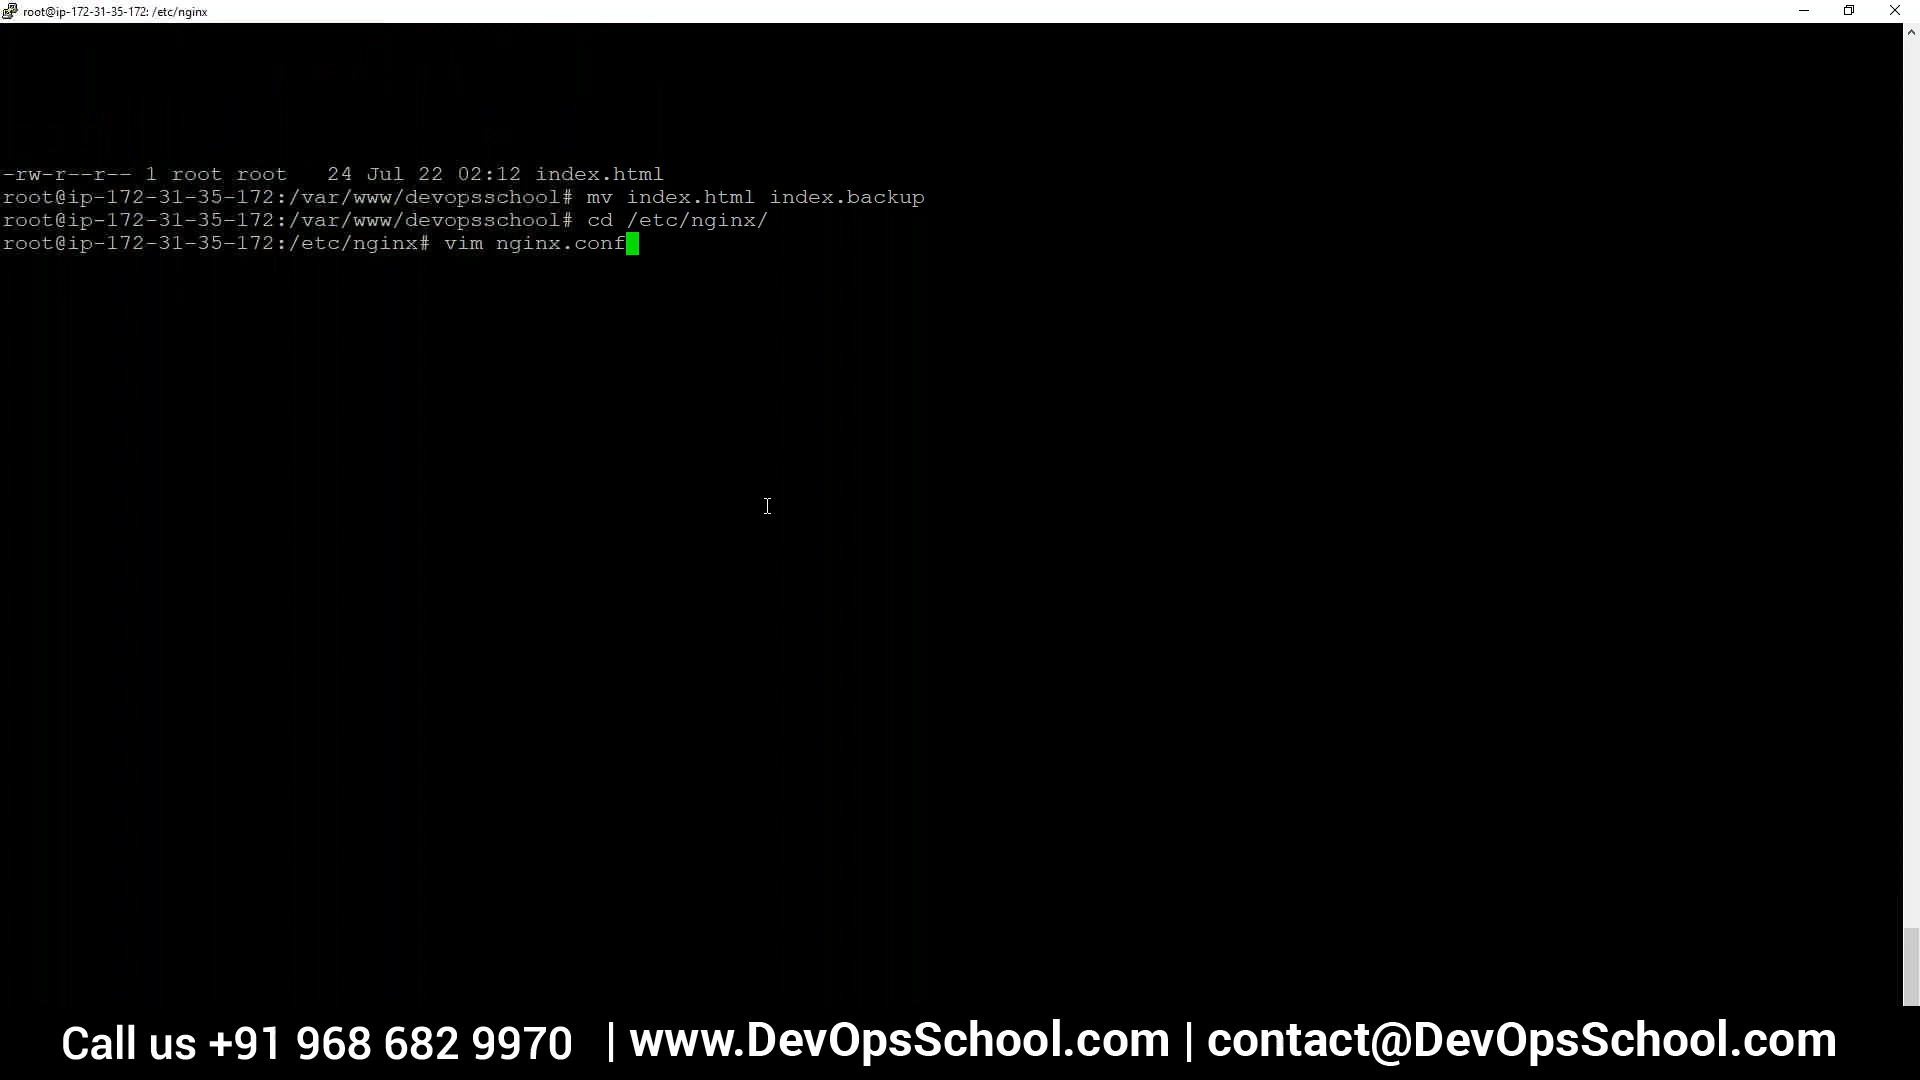 root@ip-172-31-35-172: /etc/nginx
-rw-r--r-- 1 root root   24 Jul 22 02:12 index.html
root@ip-172-31-35-172:/var/www/devopsschool# mv index.html index.backup
root@ip-172-31-35-172:/var/www/devopsschool# cd /etc/nginx/
root@ip-172-31-35-172:/etc/nginx# vim nginx.conf
Call us +91 968 682 9970 | www.DevOpsSchool.com | contact@DevOpsSchool.com